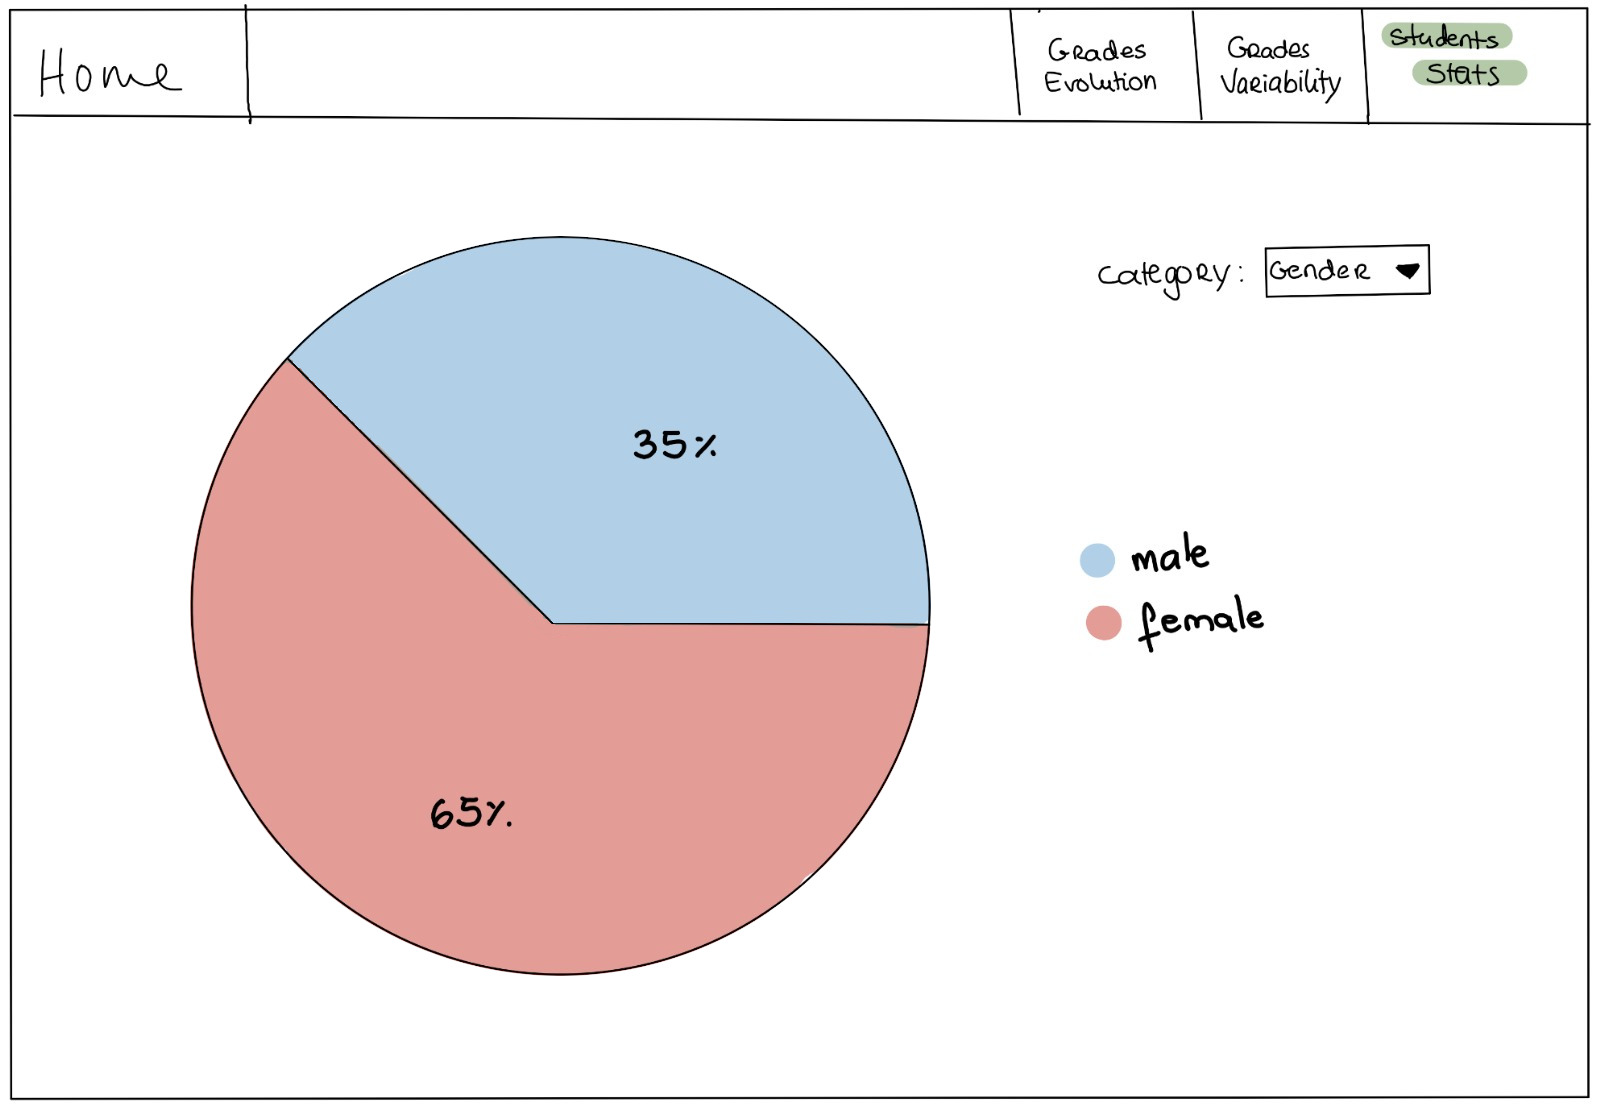 Home
Grades
Evolution
Grades
Variability
Students
Stats
Category: Gender
35%
male
female
65%